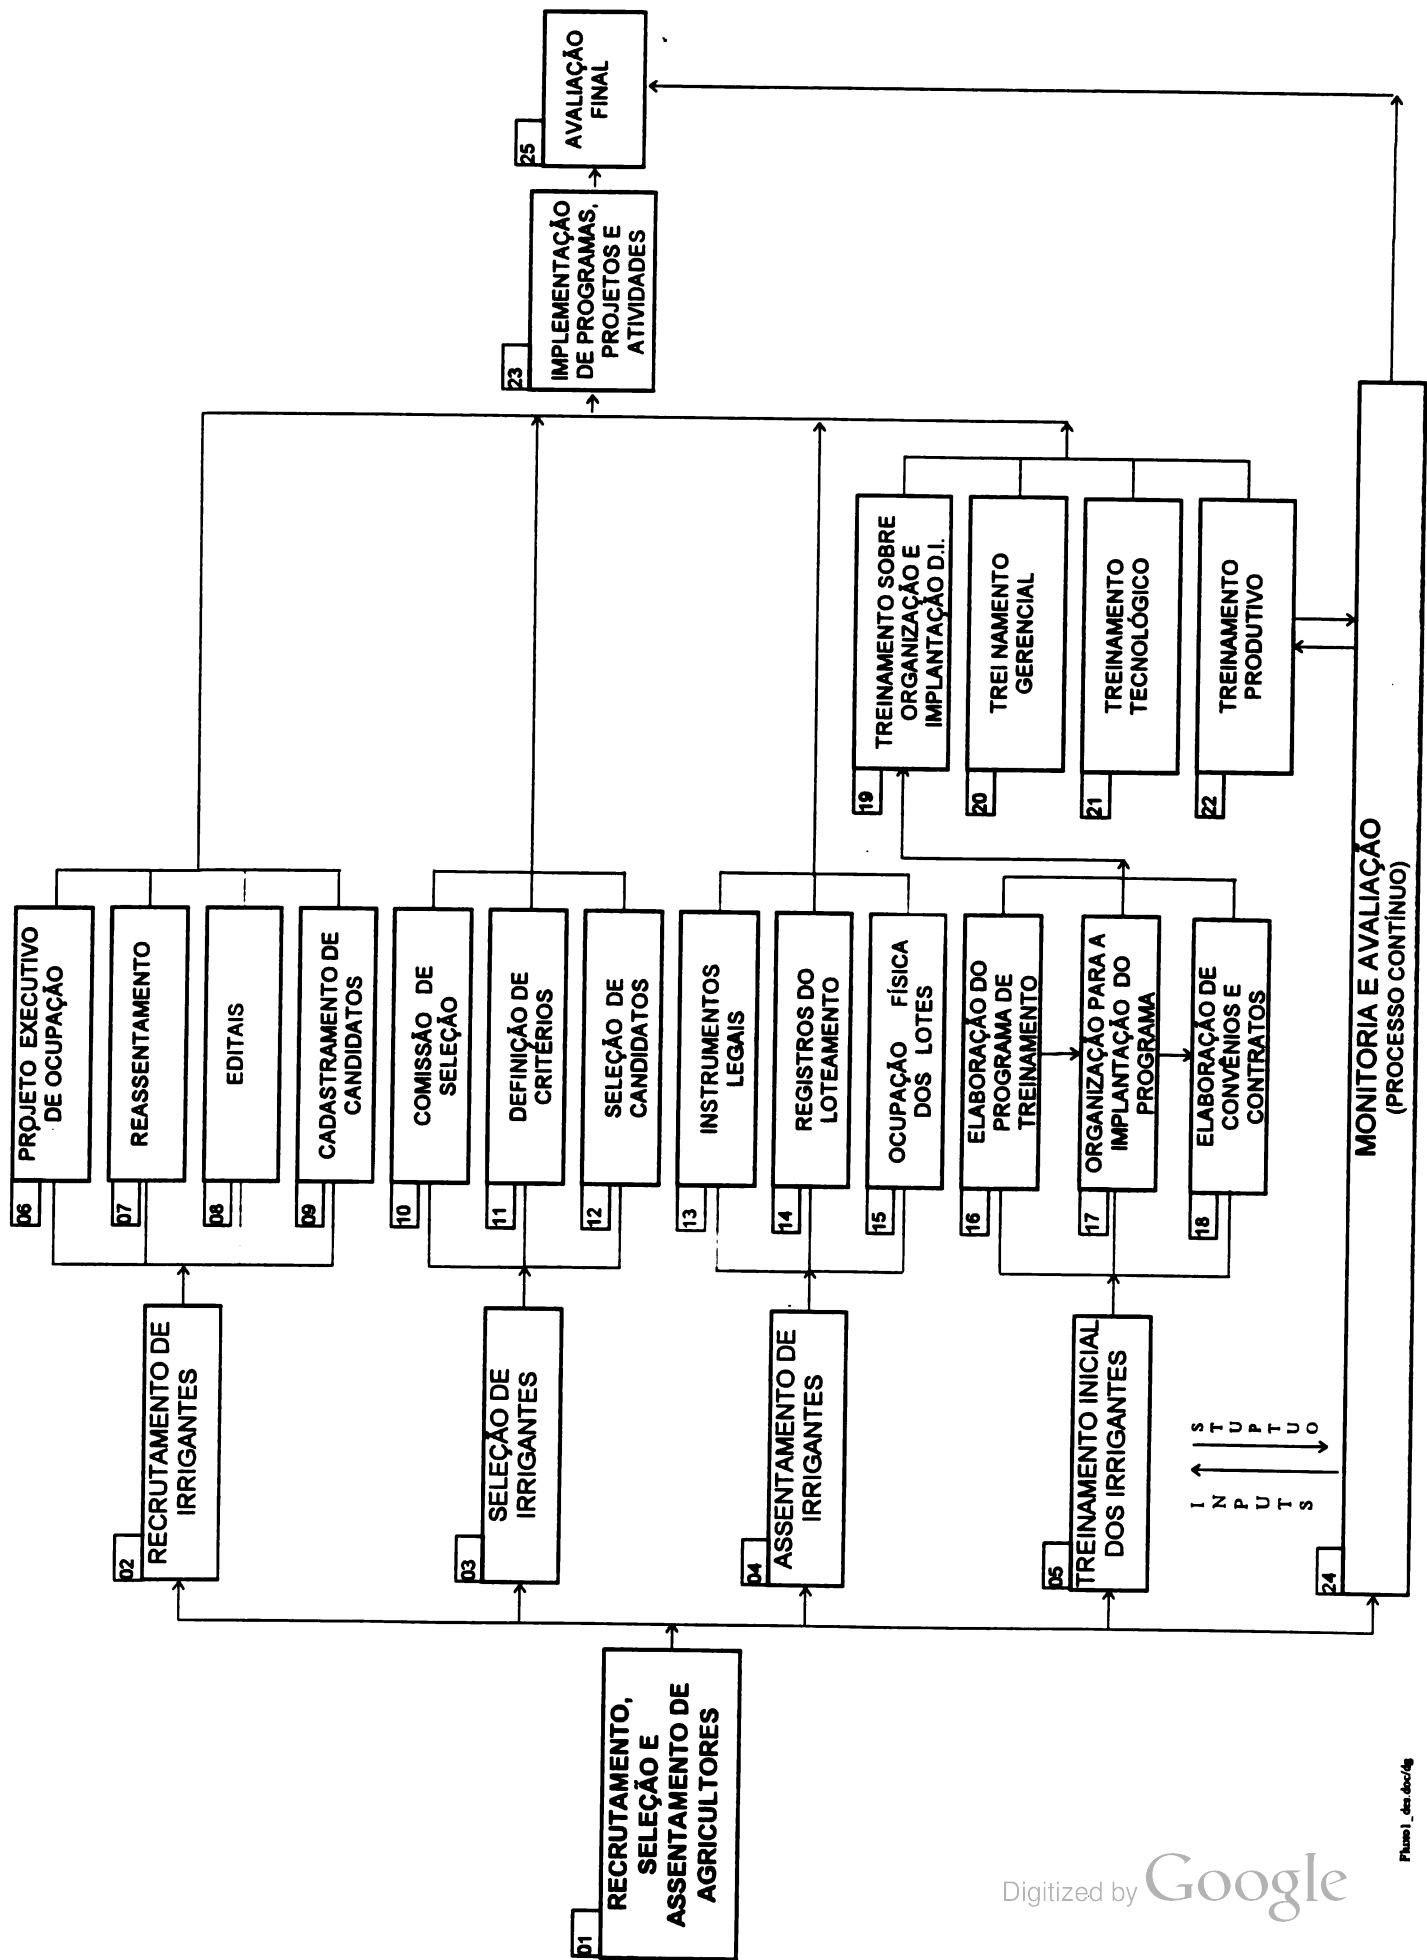 01
RECRUTAMENTO,
SELEÇÃO E
ASSENTAMENTO DE
AGRICULTORES
02
RECRUTAMENTO DE
IRRIGANTES
03
SELEÇÃO DE
IRRIGANTES
04
ASSENTAMENTO DE
IRRIGANTES
05
TREINAMENTO INICIAL
DOS IRRIGANTES
06
PROJETO EXECUTIVO
DE OCUPAÇÃO
07
REASSENTAMENTO
08
EDITAIS
09
CADASTRAMENTO DE
CANDIDATOS
10
COMISSÃO DE
SELEÇÃO
11
DEFINIÇÃO DE
CRITÉRIOS
12
SELEÇÃO DE
CANDIDATOS
13
INSTRUMENTOS
LEGAIS
14
REGISTROS DO
LOTEAMENTO
15
OCUPAÇÃO FÍSICA
DOS LOTES
16
ELABORAÇÃO DO
PROGRAMA DE
TREINAMENTO
17
ORGANIZAÇÃO PARA A
IMPLANTAÇÃO DO
PROGRAMA
18
ELABORAÇÃO DE
CONVÊNIOS E
CONTRATOS
19
TREINAMENTO SOBRE
ORGANIZAÇÃO E
IMPLANTAÇÃO D.I.
20
TREI NAMENTO
GERENCIAL
21
TREINAMENTO
TECNOLÓGICO
22
TREINAMENTO
PRODUTIVO
23
IMPLEMENTAÇÃO
DE PROGRAMAS,
PROJETOS E
ATIVIDADES
25
AVALIAÇÃO
FINAL
INPUTS
STUPTUO
24
MONITORIA E AVALIAÇÃO
(PROCESSO CONTÍNUO)
Fluxo1_des.doc/dg
Digitized by Google